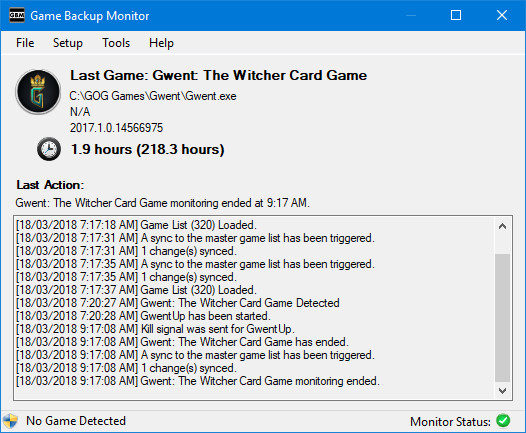 GBM Game Backup Monitor
File Setup Tools Help
Last Game: Gwent: The Witcher Card Game
C:\GOG Games\Gwent\Gwent.exe
N/A
2017.1.0.14566975
1.9 hours (218.3 hours)
Last Action:
Gwent: The Witcher Card Game monitoring ended at 9:17 AM.
[18/03/2018 7:17:18 AM] Game List (320) Loaded.
[18/03/2018 7:17:31 AM] A sync to the master game list has been triggered.
[18/03/2018 7:17:31 AM] 1 change(s) synced.
[18/03/2018 7:17:35 AM] A sync to the master game list has been triggered.
[18/03/2018 7:17:35 AM] 1 change(s) synced.
[18/03/2018 7:17:37 AM] Game List (320) Loaded.
[18/03/2018 7:20:27 AM] Gwent: The Witcher Card Game Detected
[18/03/2018 7:20:28 AM] GwentUp has been started.
[18/03/2018 9:17:08 AM] Kill signal was sent for GwentUp.
[18/03/2018 9:17:08 AM] Gwent: The Witcher Card Game has ended.
[18/03/2018 9:17:08 AM] A sync to the master game list has been triggered.
[18/03/2018 9:17:08 AM] 1 change(s) synced.
[18/03/2018 9:17:08 AM] Gwent: The Witcher Card Game monitoring ended.
No Game Detected Monitor Status: